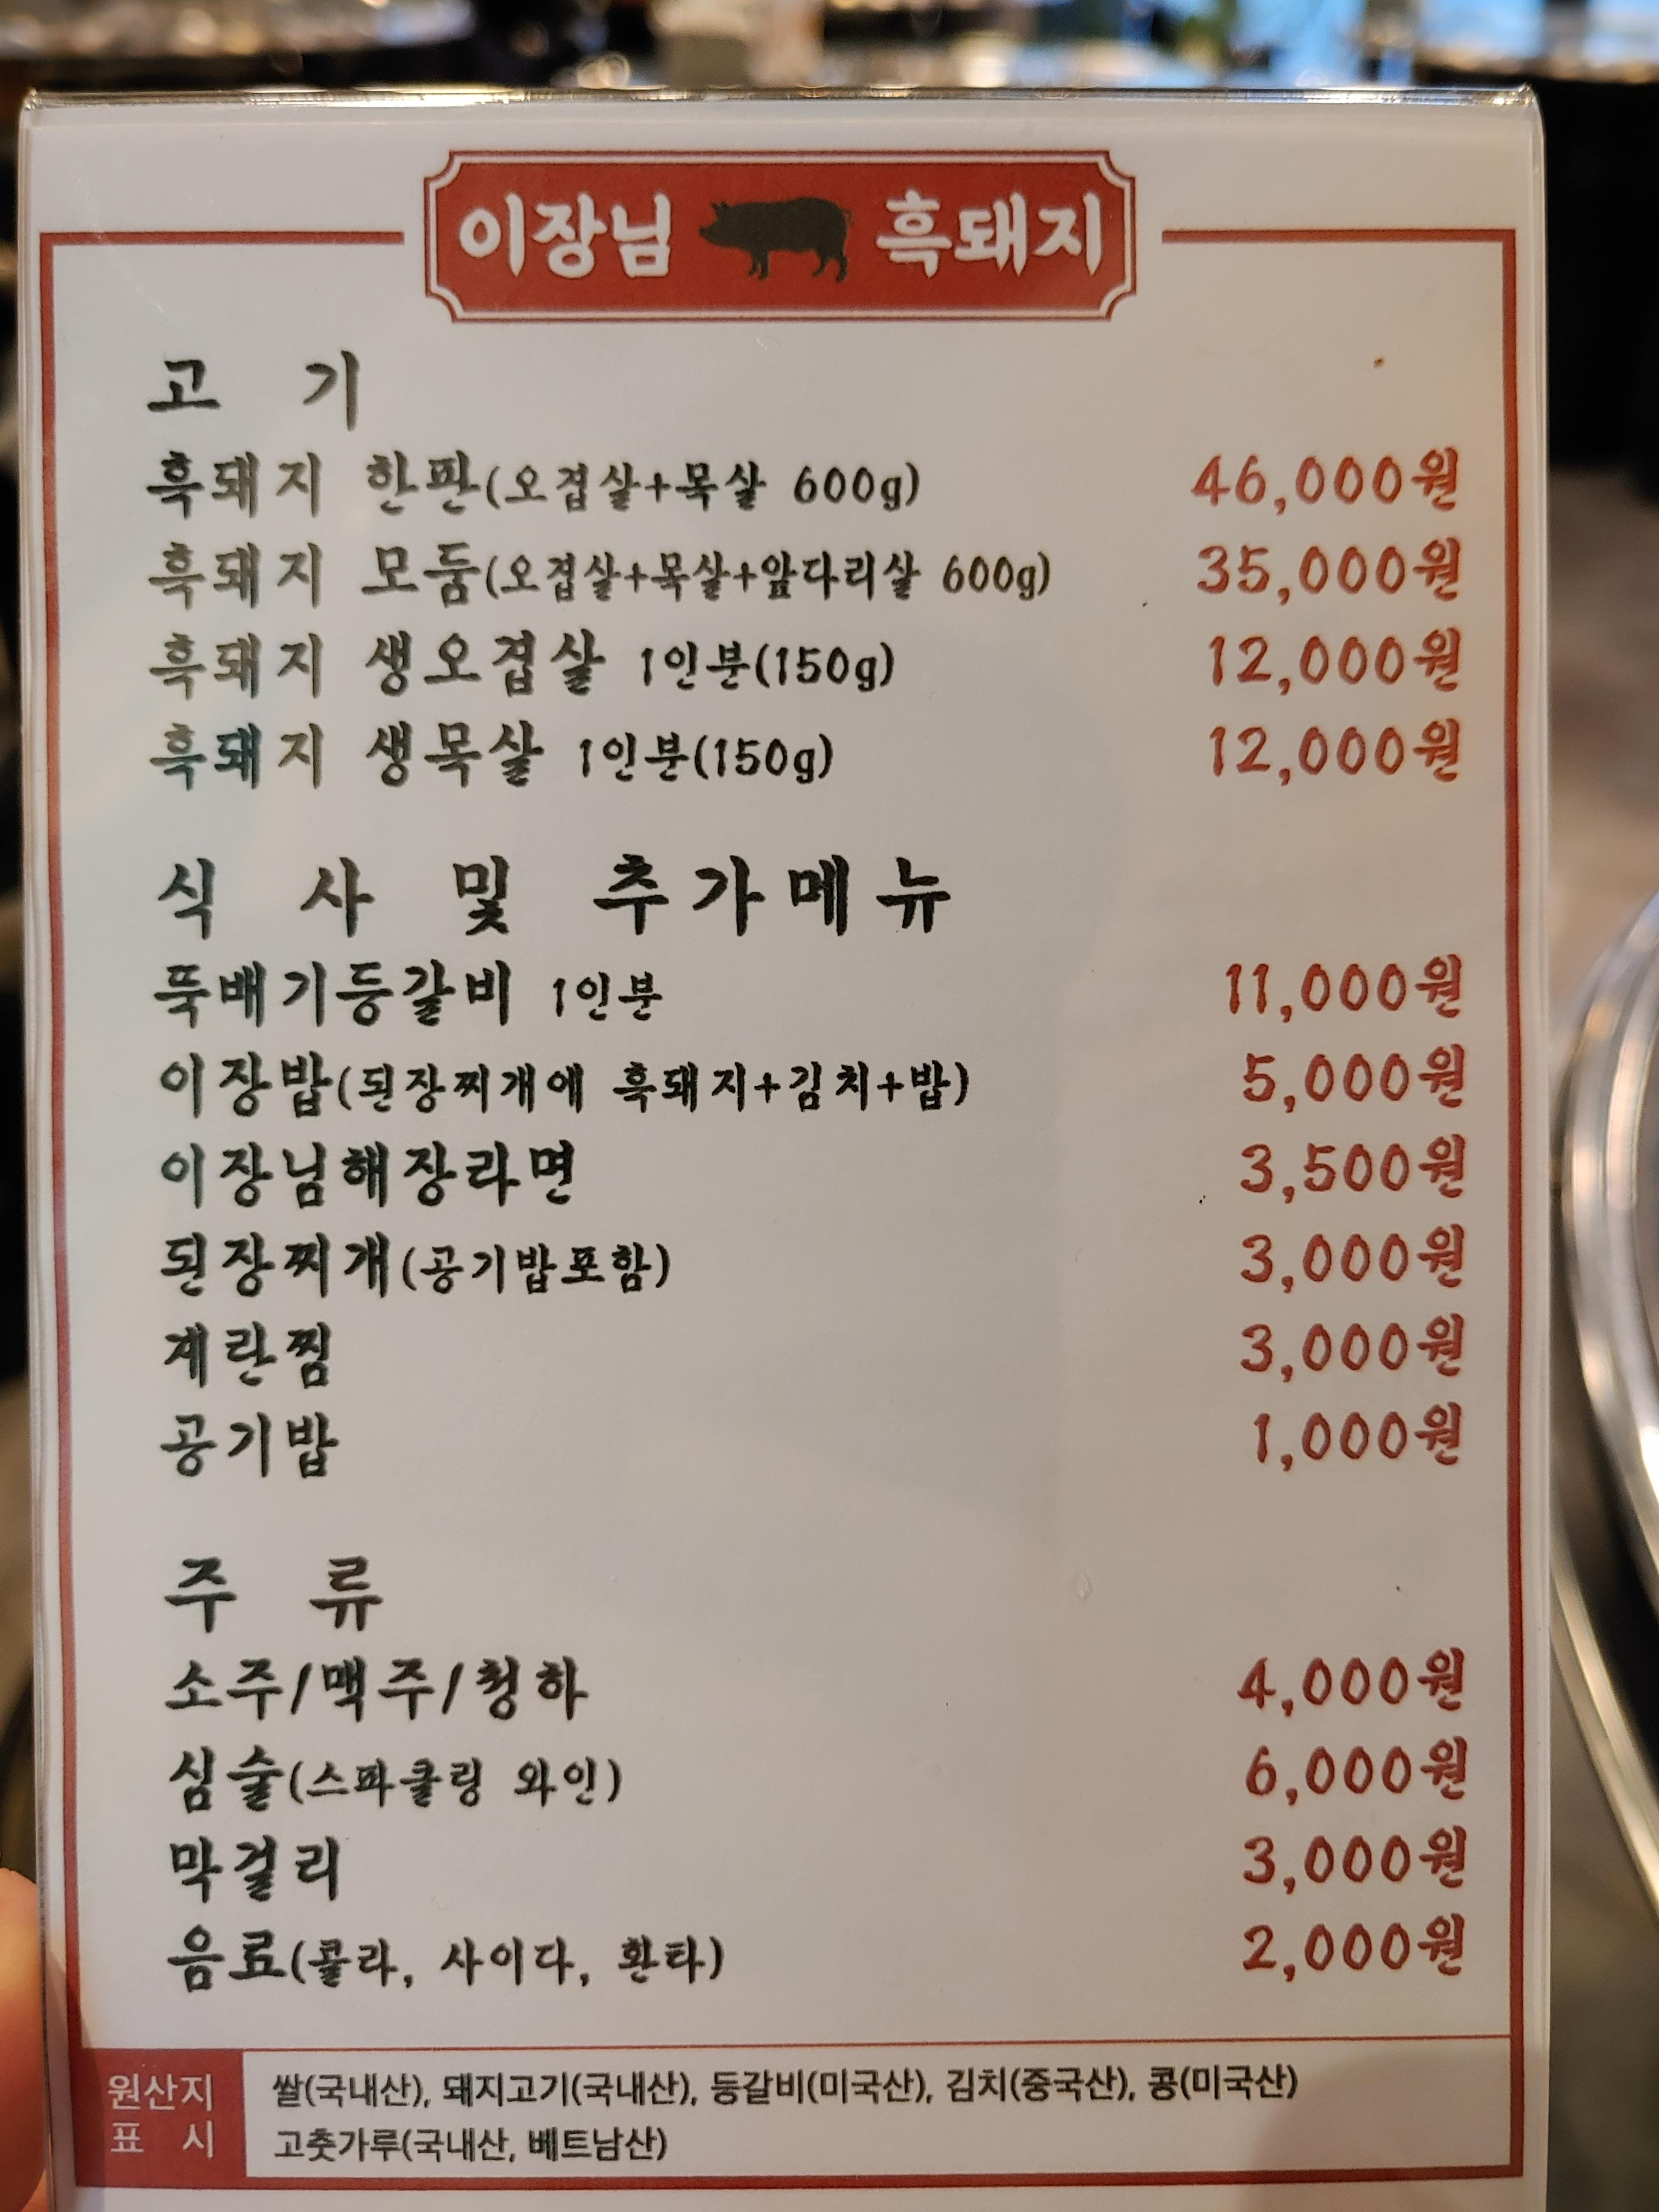 이장님 흑돼지
고 기
흑돼지 한판(오겹살+목살 600g) 46,000원
흑돼지 모둠(오겹살+목살+앞다리살 600g) 35,000원
흑돼지 생오겹살 1인분(150g) 12,000원
흑돼지 생목살 1인분(150g) 12,000원
식 사 및 추가메뉴
뚝배기등갈비 1인분 11,000원
이장밥(된장찌개에 흑돼지+김치+밥) 5,000원
이장님해장라면 3,500원
된장찌개(공기밥포함) 3,000원
계란찜 3,000원
공기밥 1,000원
주 류
소주/맥주/청하 4,000원
심술(스파클링 와인) 6,000원
막걸리 3,000원
음료(콜라, 사이다, 환타) 2,000원
원산지 표 시
쌀(국내산), 돼지고기(국내산), 등갈비(미국산), 김치(중국산), 콩(미국산)
고춧가루(국내산, 베트남산)